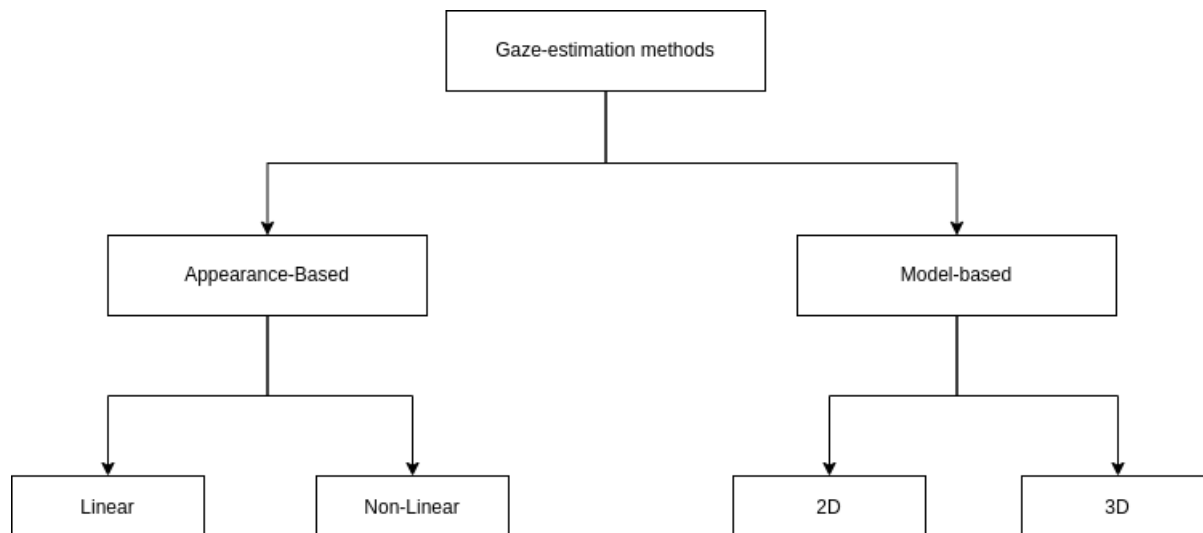 Gaze-estimation methods
Appearance-Based
Model-based
Linear
Non-Linear
2D
3D